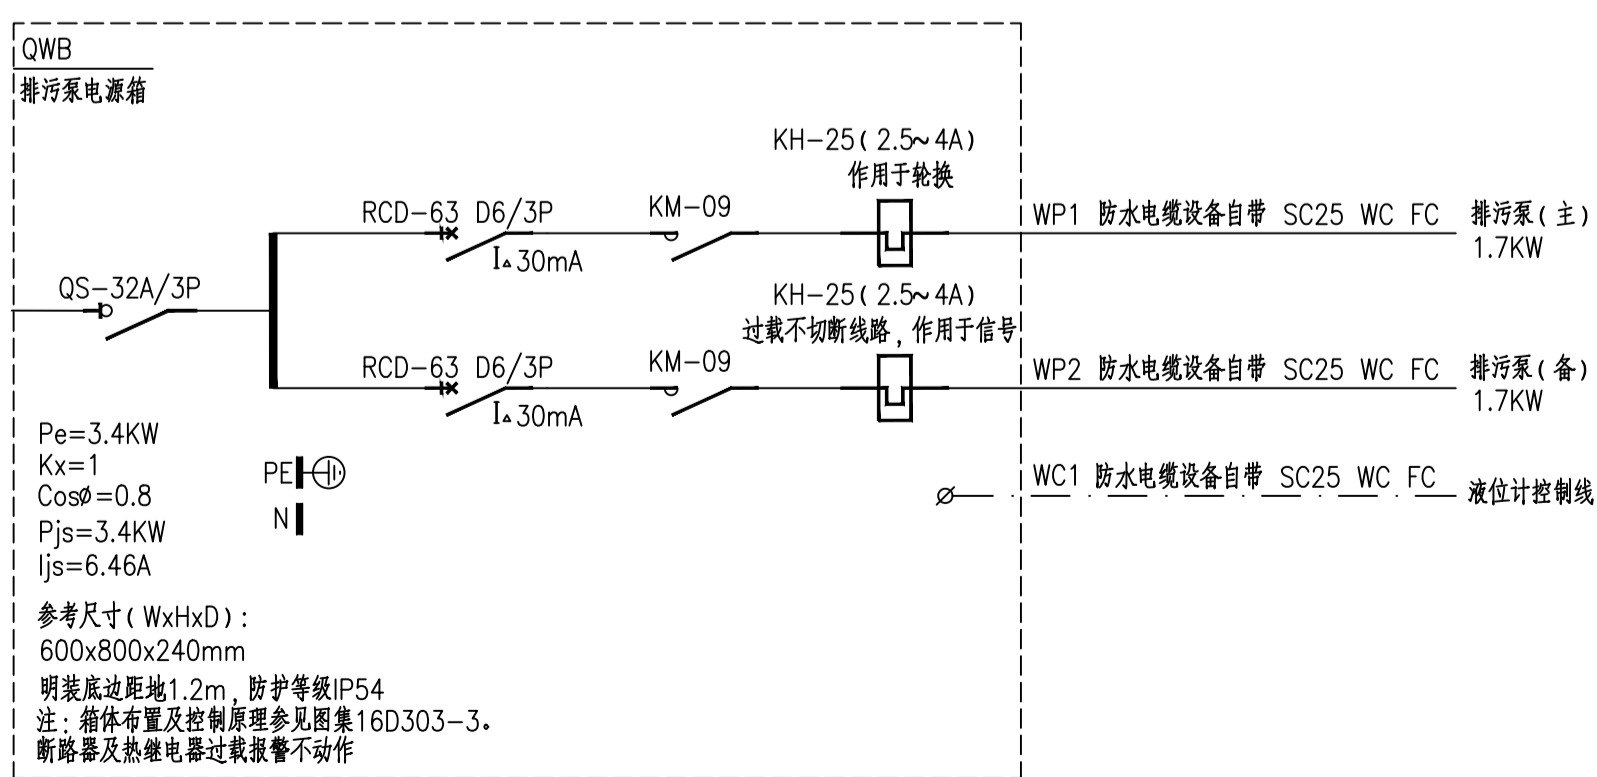 QWB
排污泵电源箱
KH-25(2.5~4A)
作用于轮换
RCD-63 D6/3P
KM-09
I△30mA
WP1 防水电缆设备自带 SC25 WC FC
排污泵(主)
1.7KW
QS-32A/3P
KH-25(2.5~4A)
过载不切断线路,作用于信号
RCD-63 D6/3P
KM-09
I△30mA
WP2 防水电缆设备自带 SC25 WC FC
排污泵(备)
1.7KW
Pe=3.4KW
Kx=1
CosØ=0.8
Pjs=3.4KW
Ijs=6.46A
PE
N
WC1 防水电缆设备自带 SC25 WC FC
液位计控制线
参考尺寸(WxHxD):
600x800x240mm
明装底边距地1.2m,防护等级IP54
注:箱体布置及控制原理参见图集16D303-3。
断路器及热继电器过载报警不动作